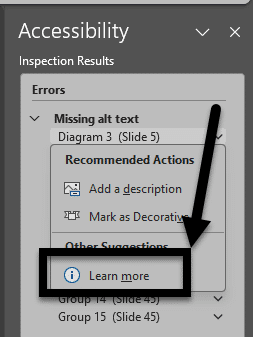 Accessibility
Inspection Results
Errors
Missing alt text
Diagram 3 (Slide 5)
Recommended Actions
Add a description
Mark as Decorative
Other Suggestions
Learn more
Group 14 (Slide 45)
Group 15 (Slide 45)